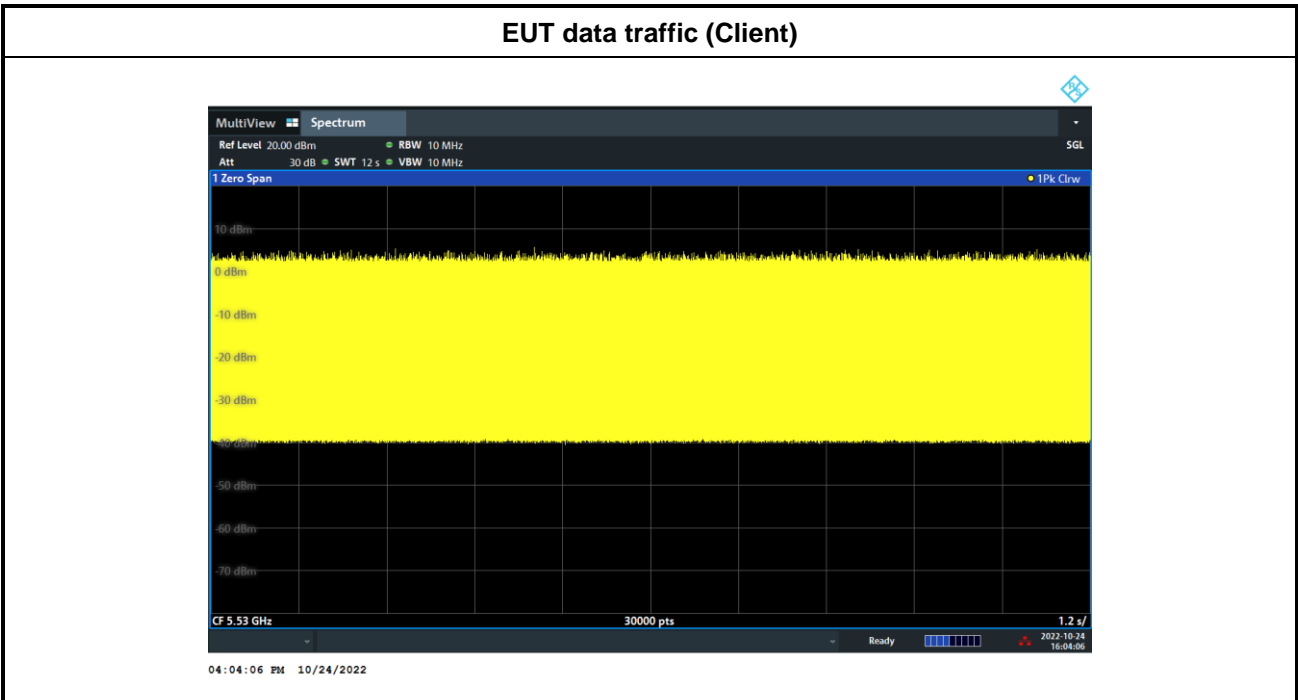 EUT data traffic (Client)
R&S
MultiView Spectrum
Ref Level 20.00 dBm RBW 10 MHz SGL
Att 30 dB SWT 12 s VBW 10 MHz
1 Zero Span 1Pk Clrw
10 dBm
0 dBm
-10 dBm
-20 dBm
-30 dBm
-40 dBm
-50 dBm
-60 dBm
-70 dBm
CF 5.53 GHz 30000 pts 1.2 s/
Ready 2022-10-24
16:04:06
04:04:06 PM 10/24/2022